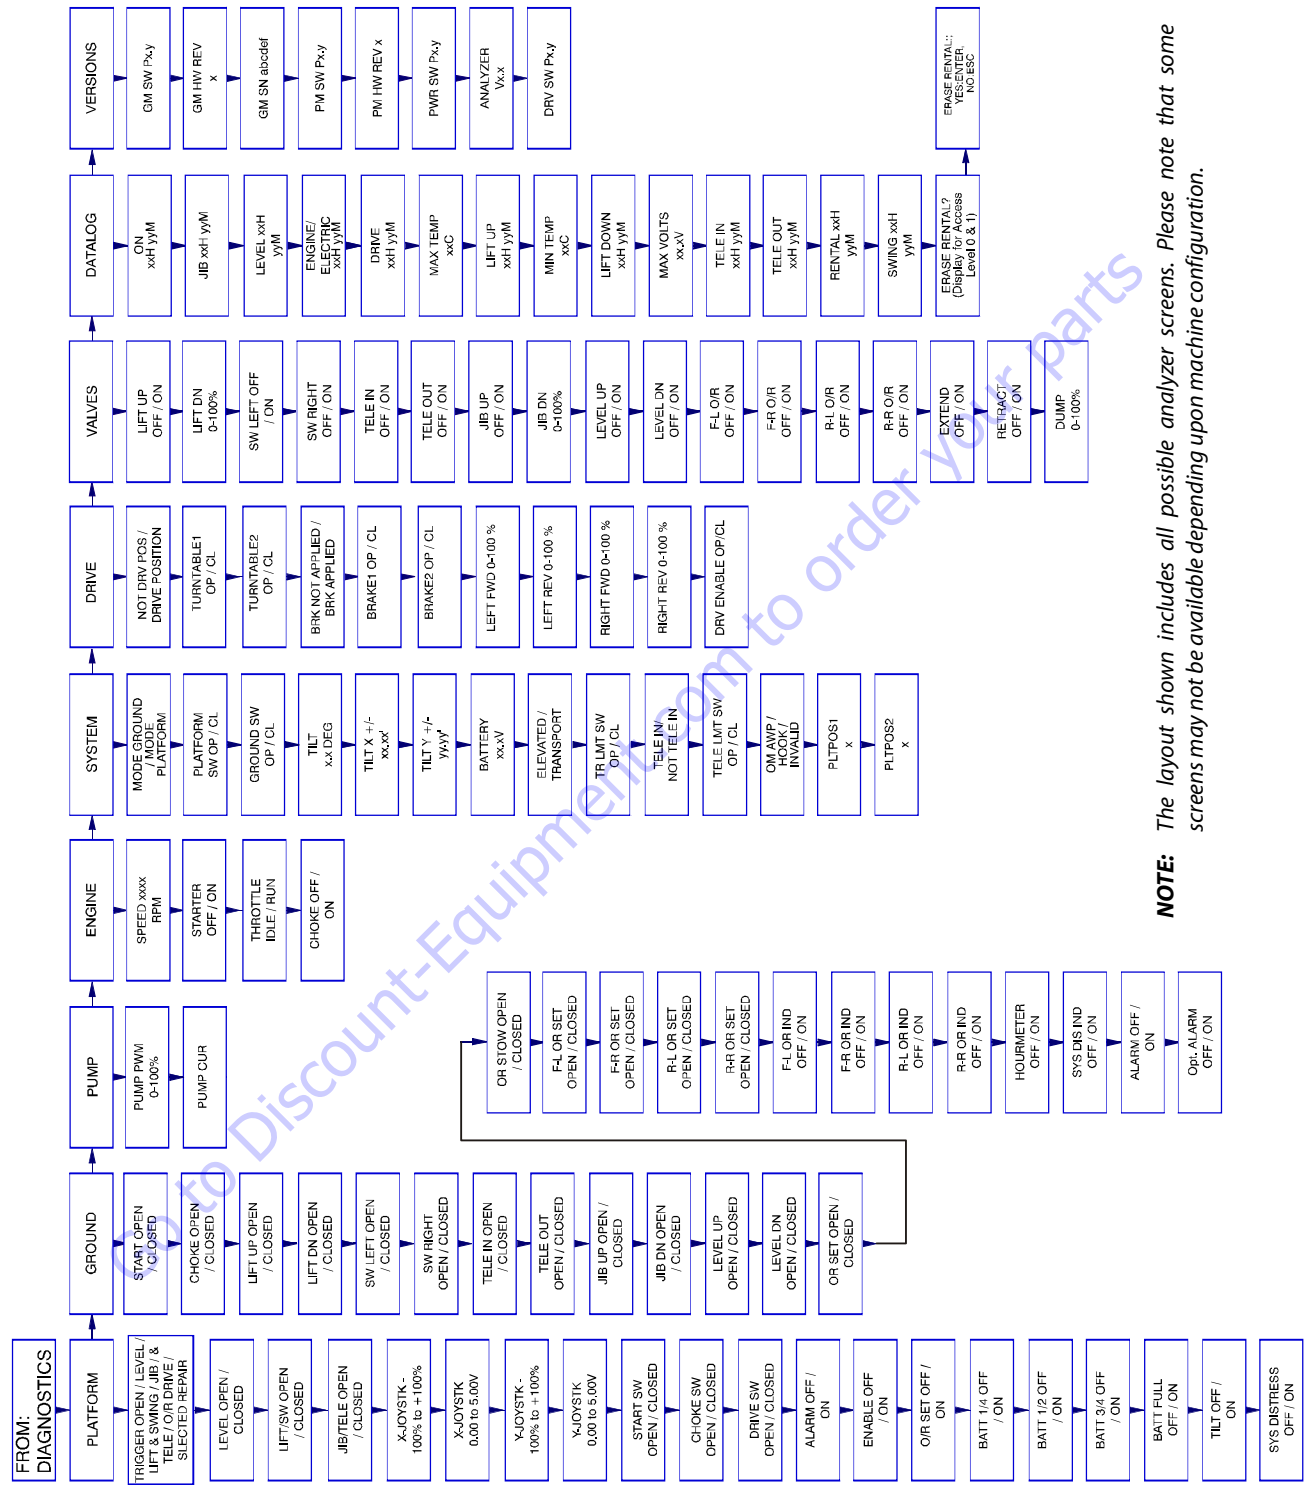 FROM:
DIAGNOSTICS
PLATFORM
TRIGGER OPEN / LEVEL /
LIFT & SWING / JIB / &
TELE / O/R DRIVE /
SLECTED REPAIR
LEVEL OPEN /
CLOSED
LIFT/SW OPEN
/ CLOSED
JIB/TELE OPEN
/ CLOSED
X-JOYSTK -
100% to +100%
X-JOYSTK
0.00 to 5.00V
Y-JOYSTK -
100% to +100%
Y-JOYSTK
0.00 to 5.00V
START SW
OPEN / CLOSED
CHOKE SW
OPEN / CLOSED
DRIVE SW
OPEN / CLOSED
ALARM OFF /
ON
ENABLE OFF
/ ON
O/R SET OFF /
ON
BATT 1/4 OFF
/ ON
BATT 1/2 OFF
/ ON
BATT 3/4 OFF
/ ON
BATT FULL
OFF / ON
TILT OFF /
ON
SYS DISTRESS
OFF / ON
GROUND
START OPEN
/ CLOSED
CHOKE OPEN
/ CLOSED
LIFT UP OPEN
/ CLOSED
LIFT DN OPEN
/ CLOSED
SW LEFT OPEN
/ CLOSED
SW RIGHT
OPEN / CLOSED
TELE IN OPEN
/ CLOSED
TELE OUT
OPEN / CLOSED
JIB UP OPEN /
CLOSED
JIB DN OPEN
/ CLOSED
LEVEL UP
OPEN / CLOSED
LEVEL DN
OPEN / CLOSED
OR SET OPEN /
CLOSED
OR STOW OPEN
/ CLOSED
F-L OR SET
OPEN / CLOSED
F-R OR SET
OPEN / CLOSED
R-L OR SET
OPEN / CLOSED
R-R OR SET
OPEN / CLOSED
F-L OR IND
OFF / ON
F-R OR IND
OFF / ON
R-L OR IND
OFF / ON
R-R OR IND
OFF / ON
HOURMETER
OFF / ON
SYS DIS IND
OFF / ON
ALARM OFF /
ON
Opt. ALARM
OFF / ON
PUMP
PUMP PWM
0-100%
PUMP CUR
ENGINE
SPEED xxxx
RPM
STARTER
OFF / ON
THROTTLE
IDLE / RUN
CHOKE OFF /
ON
SYSTEM
MODE GROUND
/ MODE
PLATFORM
PLATFORM
SW OP / CL
GROUND SW
OP / CL
TILT
x.x DEG
TILT X +/-
xx.xx'
TILT Y +/-
yy.yy'
BATTERY
xx.xV
ELEVATED /
TRANSPORT
TR LMT SW
OP / CL
TELE IN/
NOT TELE IN
TELE LMT SW
OP / CL
OM AWP /
HOOK /
INVALID
PLTPOS1
x
PLTPOS2
x
DRIVE
NOT DRV POS /
DRIVE POSITION
TURNTABLE1
OP / CL
TURNTABLE2
OP / CL
BRK NOT APPLIED /
BRK APPLIED
BRAKE1 OP / CL
BRAKE2 OP / CL
LEFT FWD 0-100 %
LEFT REV 0-100 %
RIGHT FWD 0-100 %
RIGHT REV 0-100 %
DRV ENABLE OP/CL
VALVES
LIFT UP
OFF / ON
LIFT DN
0-100%
SW LEFT OFF
/ ON
SW RIGHT
OFF / ON
TELE IN
OFF / ON
TELE OUT
OFF / ON
JIB UP
OFF / ON
JIB DN
0-100%
LEVEL UP
OFF / ON
LEVEL DN
OFF / ON
F-L O/R
OFF / ON
F-R O/R
OFF / ON
R-L O/R
OFF / ON
R-R O/R
OFF / ON
EXTEND
OFF / ON
RETRACT
OFF / ON
DUMP
0-100%
DATALOG
ON
xxH yyM
JIB xxH yyM
LEVEL xxH
yyM
ENGINE/
ELECTRIC
xxH yyM
DRIVE
xxH yyM
MAX TEMP
xxC
LIFT UP
xxH yyM
MIN TEMP
xxC
LIFT DOWN
xxH yyM
MAX VOLTS
xx.xV
TELE IN
xxH yyM
TELE OUT
xxH yyM
RENTAL xxH
yyM
SWING xxH
yyM
ERASE RENTAL?
(Display for Access
Level 0 & 1)
ERASE RENTAL:;
YES:ENTER,
NO:ESC
VERSIONS
GM SW Px.y
GM HW REV
x
GM SN abcdef
PM SW Px.y
PM HW REV x
PWR SW Px.y
ANALYZER
Vx.x
DRV SW Px.y
NOTE: The layout shown includes all possible analyzer screens. Please note that some
screens may not be available depending upon machine configuration.
Go to Discount-Equipment.com to order your parts